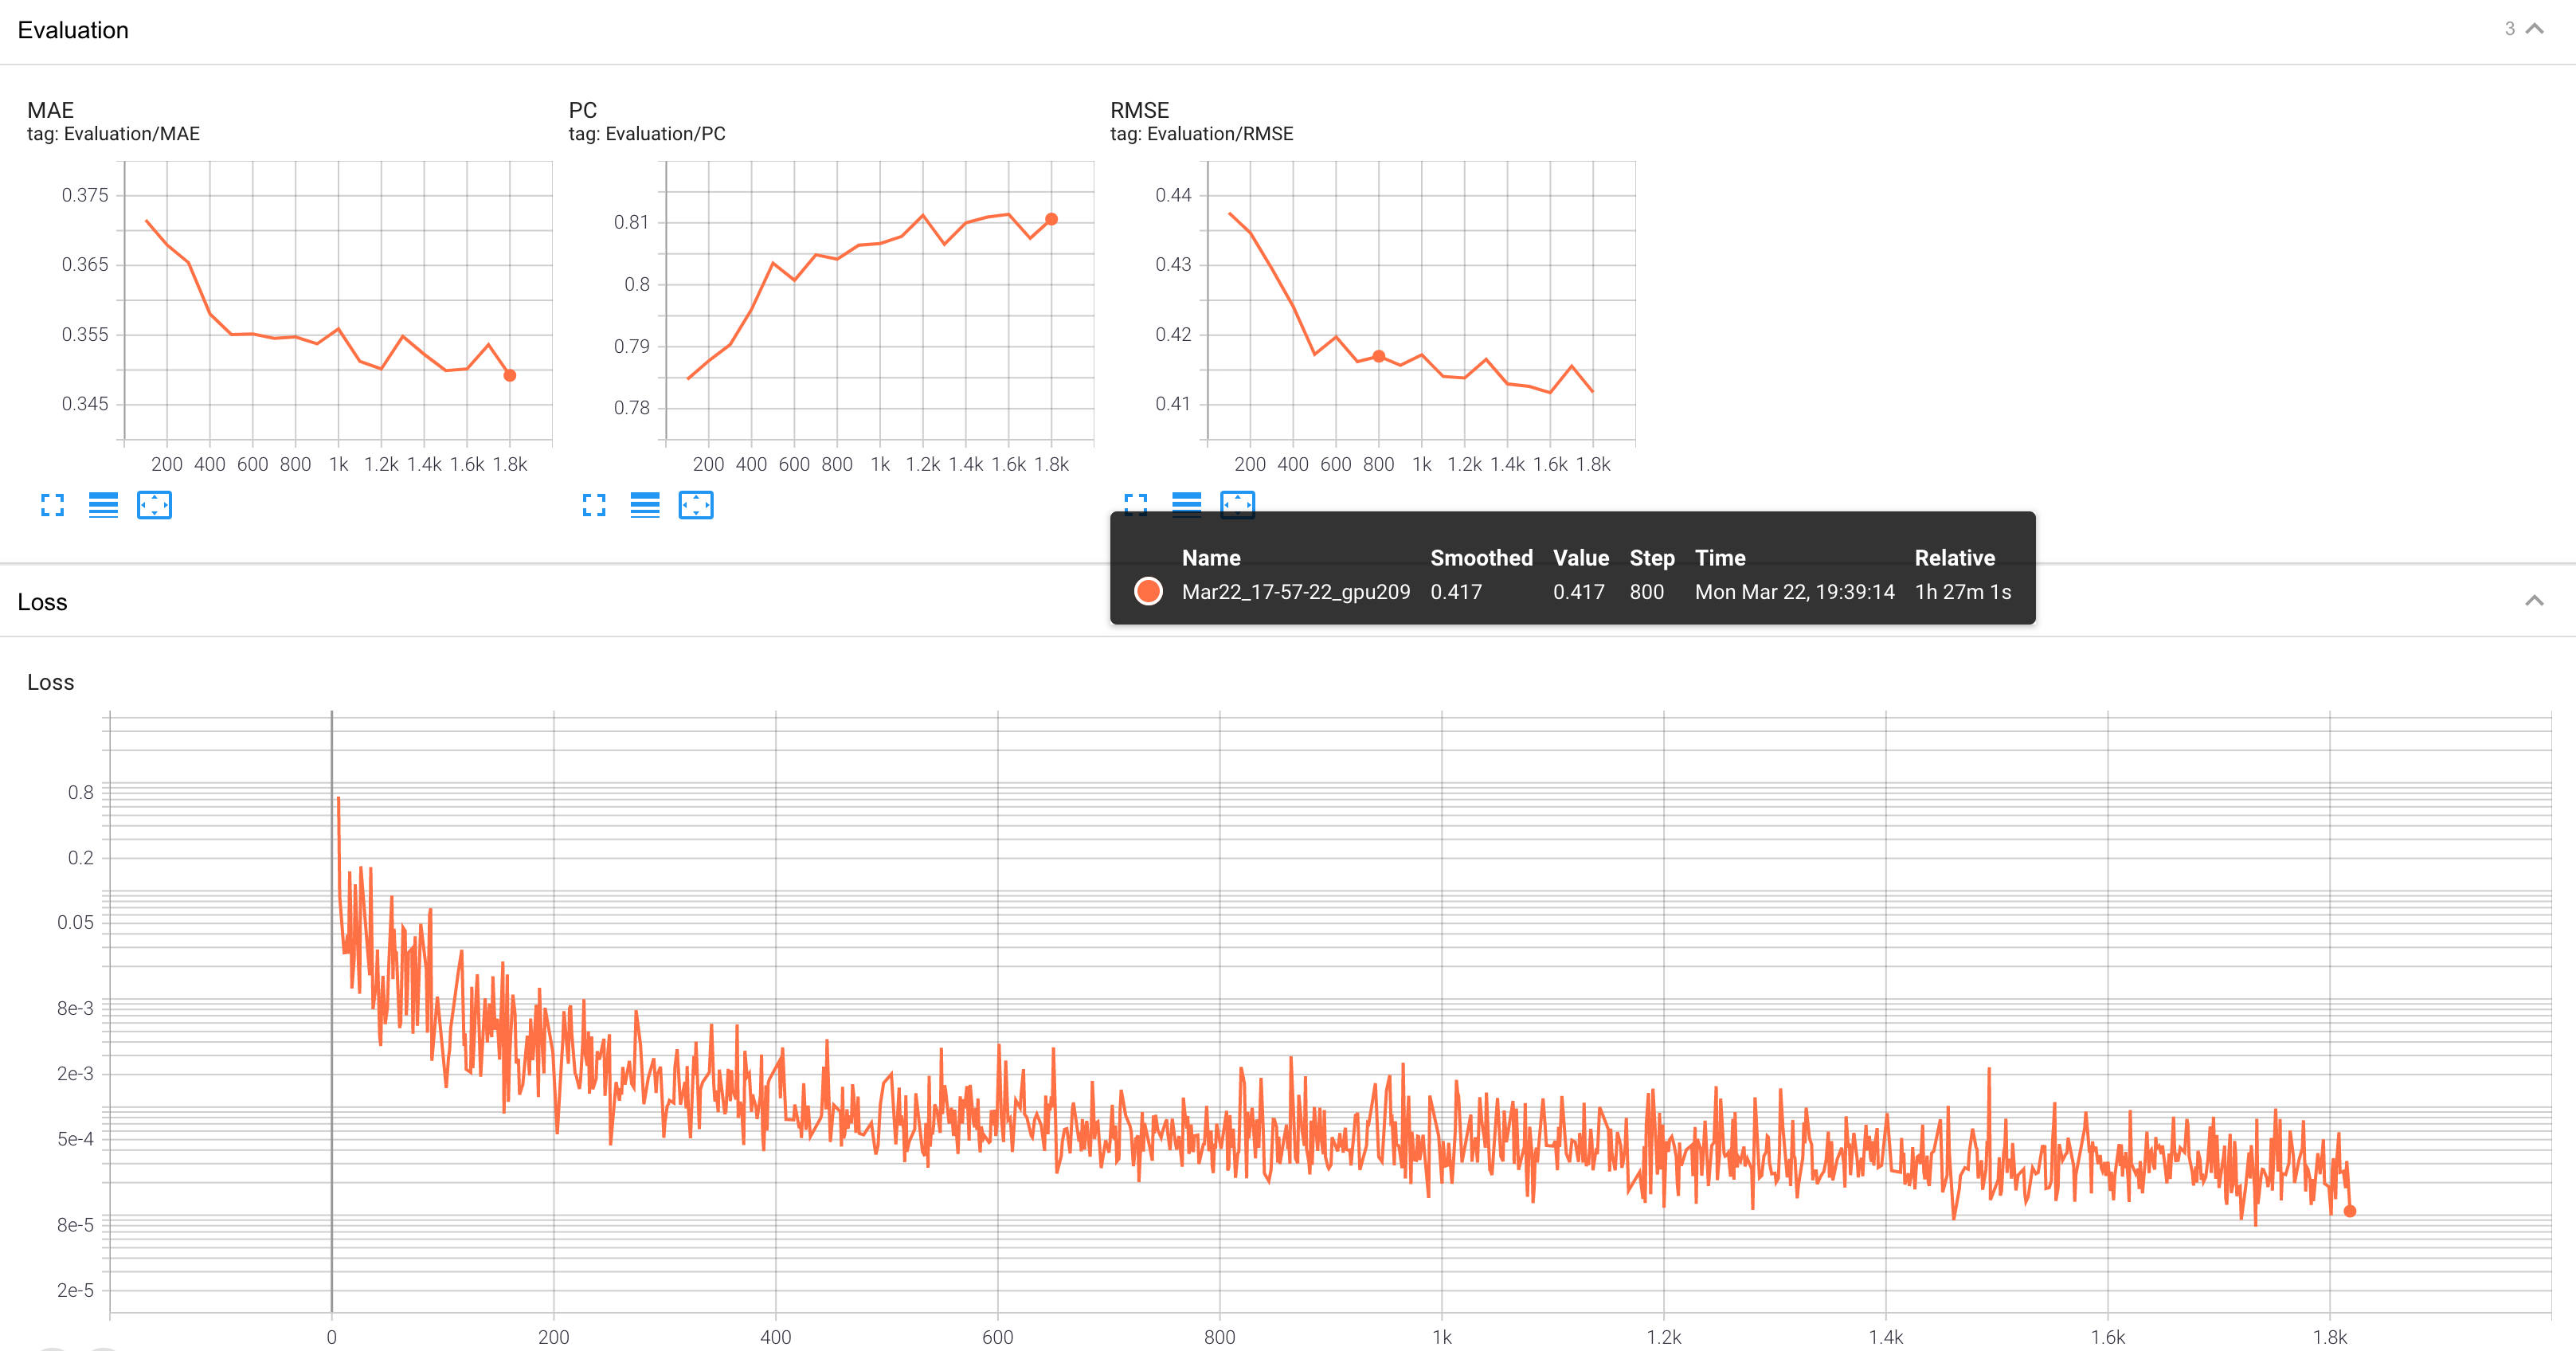 Evaluation
3
MAE
tag: Evaluation/MAE
0.375
0.365
0.355
0.345
200 400 600 800 1k 1.2k 1.4k 1.6k 1.8k
PC
tag: Evaluation/PC
0.81
0.8
0.79
0.78
200 400 600 800 1k 1.2k 1.4k 1.6k 1.8k
RMSE
tag: Evaluation/RMSE
0.44
0.43
0.42
0.41
200 400 600 800 1k 1.2k 1.4k 1.6k 1.8k
Name Smoothed Value Step Time Relative
Mar22_17-57-22_gpu209 0.417 0.417 800 Mon Mar 22, 19:39:14 1h 27m 1s
Loss
Loss
0.8
0.2
0.05
8e-3
2e-3
5e-4
8e-5
2e-5
0 200 400 600 800 1k 1.2k 1.4k 1.6k 1.8k